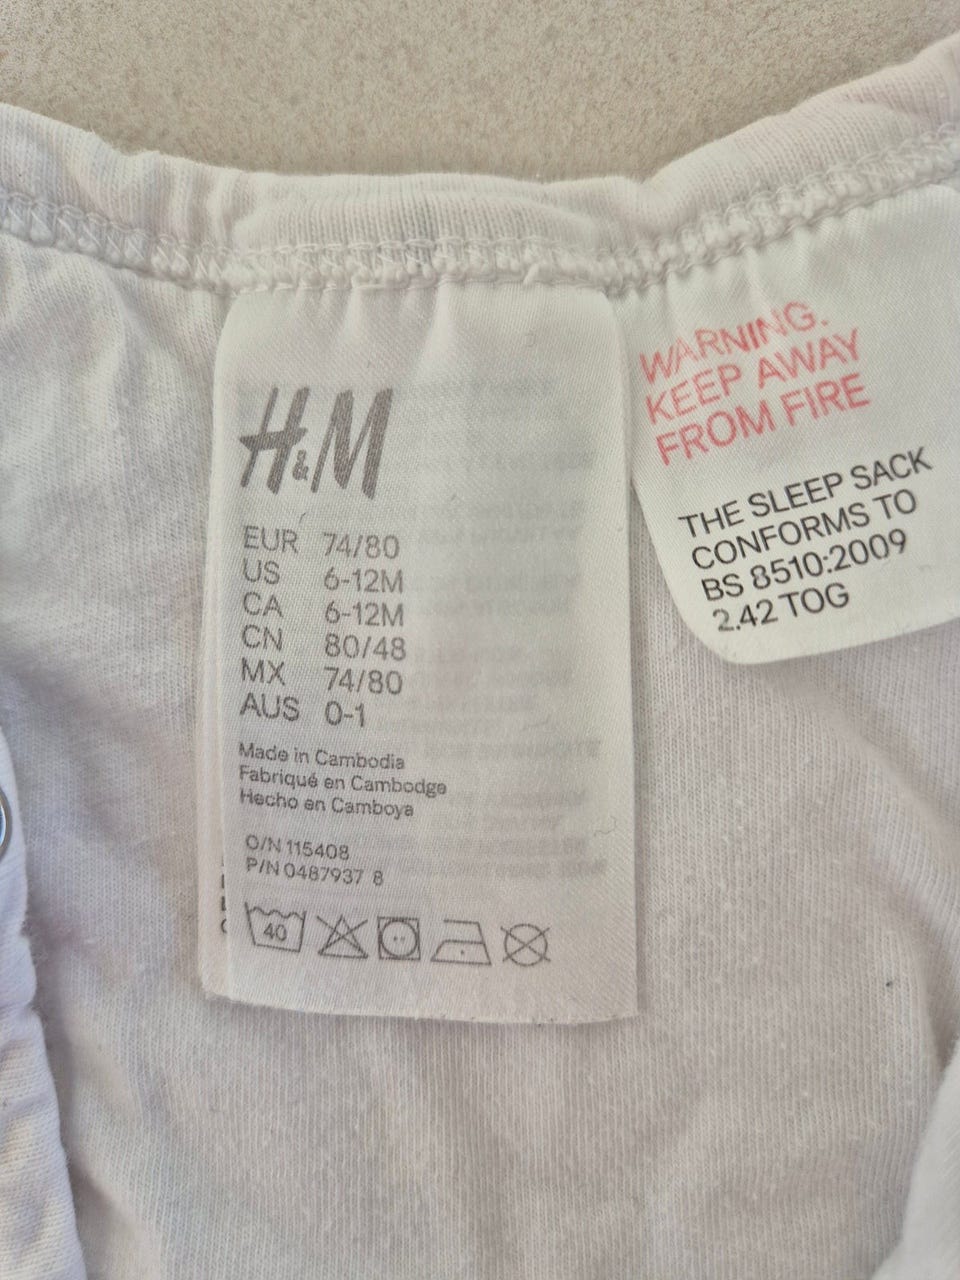 H&M
EUR 74/80
US 6-12M
CA 6-12M
CN 80/48
MX 74/80
AUS 0-1
Made in Cambodia
Fabriqué en Cambodge
Hecho en Camboya
O/N 115408
P/N 0487937 8
40
WARNING.
KEEP AWAY
FROM FIRE
THE SLEEP SACK
CONFORMS TO
BS 8510:2009
2.42 TOG